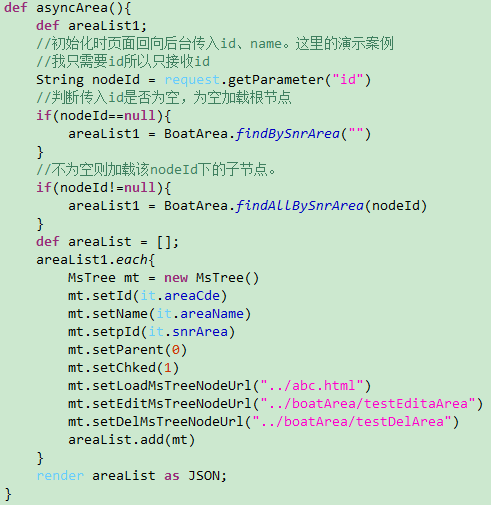 def asyncArea(){
    def areaList1;
    //初始化时页面回向后台传入id、name。这里的演示案例
    //我只需要id所以只接收id
    String nodeId = request.getParameter("id")
    //判断传入id是否为空，为空加载根节点
    if(nodeId==null){
        areaList1 = BoatArea.findBySnrArea("")
    }
    //不为空则加载该nodeId下的子节点。
    if(nodeId!=null){
        areaList1 = BoatArea.findAllBySnrArea(nodeId)
    }
    def areaList = [];
    areaList1.each{
        MsTree mt = new MsTree()
        mt.setId(it.areaCde)
        mt.setName(it.areaName)
        mt.setpId(it.snrArea)
        mt.setParent(0)
        mt.setChked(1)
        mt.setLoadMsTreeNodeUrl("../abc.html")
        mt.setEditMsTreeNodeUrl("../boatArea/testEditaArea")
        mt.setDelMsTreeNodeUrl("../boatArea/testDelArea")
        areaList.add(mt)
    }
    render areaList as JSON;
}